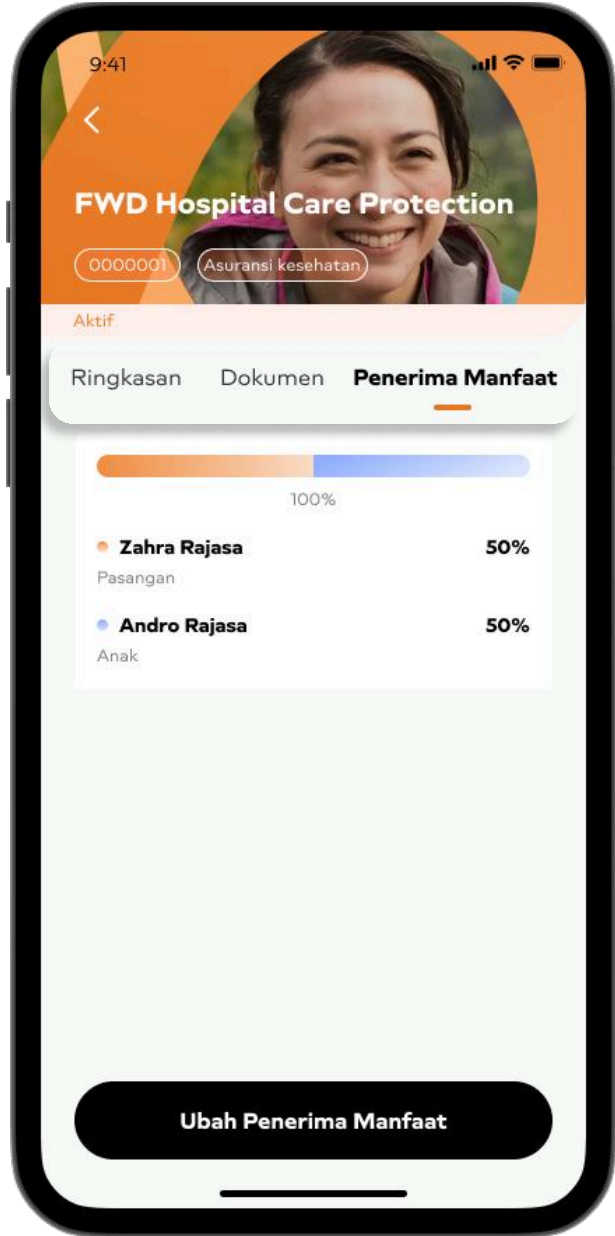 9:41
FWD Hospital Care Protection
0000001 Asuransi kesehatan
Aktif
Ringkasan Dokumen Penerima Manfaat
100%
Zahra Rajasa 50%
Pasangan
Andro Rajasa 50%
Anak
Ubah Penerima Manfaat